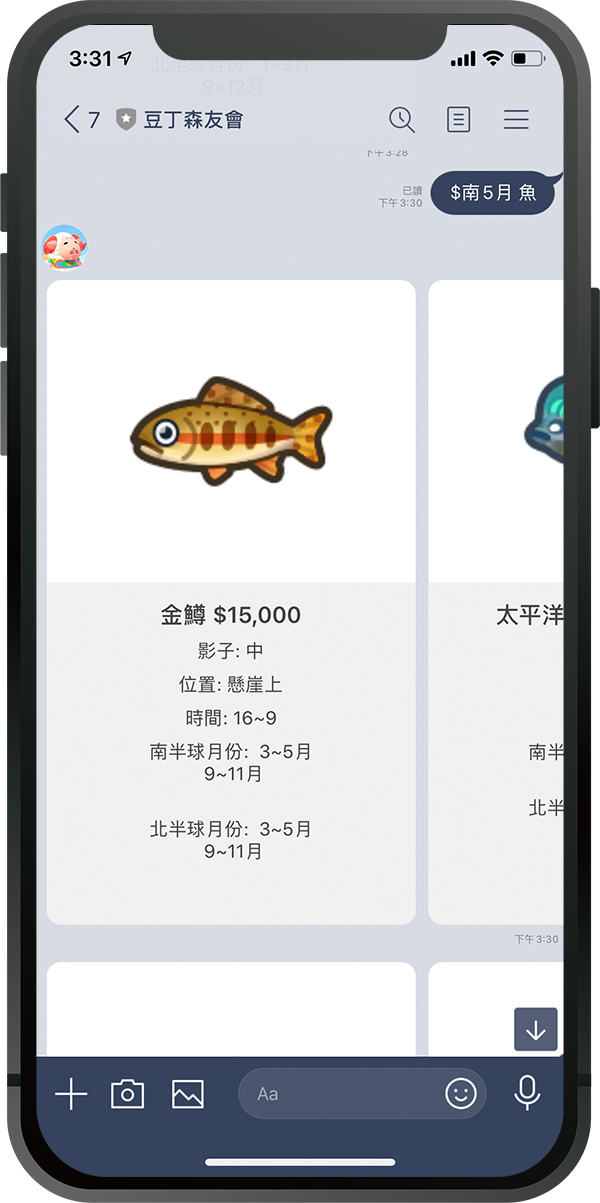 3:31
北半球月份: 1~3月
9~12月
7 豆丁森友會
下午 3:28
已讀
下午 3:30
$南5月 魚
金鱒 $15,000
影子: 中
位置: 懸崖上
時間: 16~9
南半球月份: 3~5月
9~11月
北半球月份: 3~5月
9~11月
太平洋
南半
北半
下午 3:30
Aa